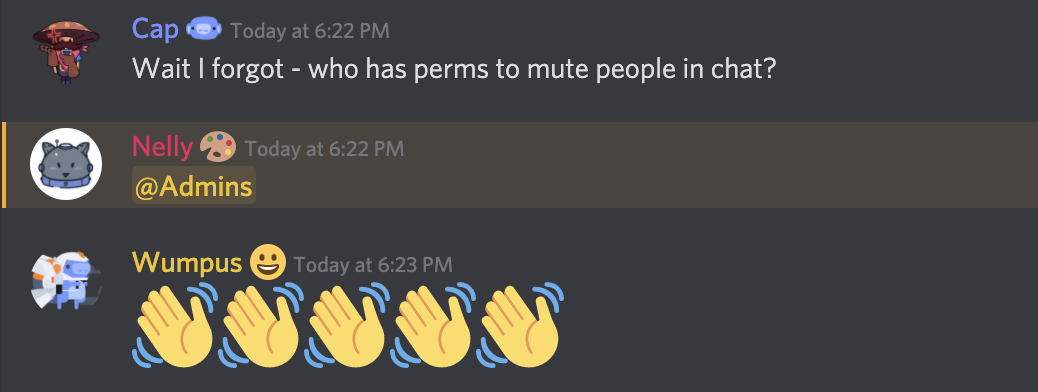 Cap Today at 6:22 PM
Wait I forgot - who has perms to mute people in chat?
Nelly Today at 6:22 PM
@Admins
Wumpus Today at 6:23 PM